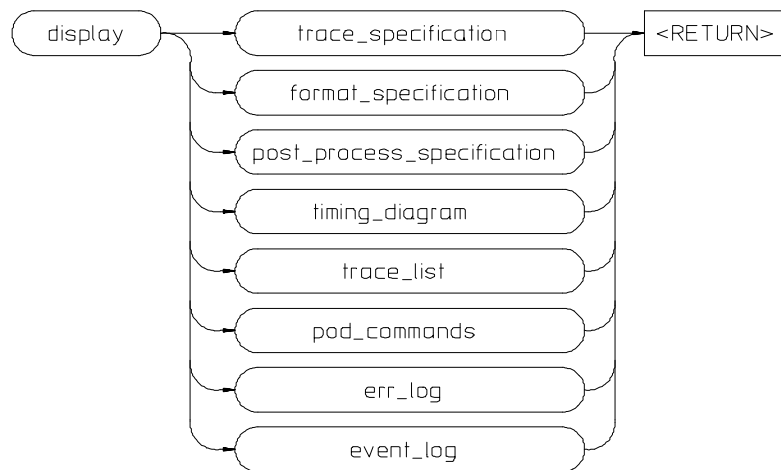 display
trace_specification
<RETURN>
format_specification
post_process_specification
timing_diagram
trace_list
pod_commands
err_log
event_log